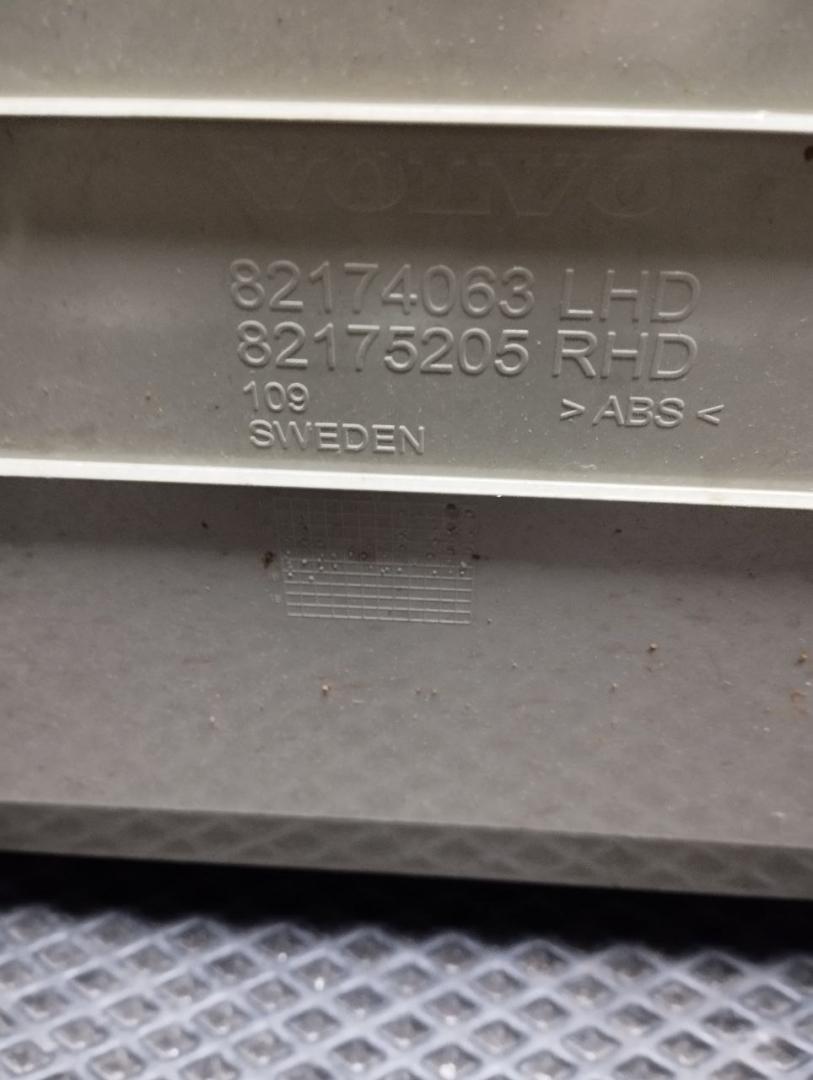 VOLVO
82174063 LHD
82175205 RHD
109
> ABS <
SWEDEN